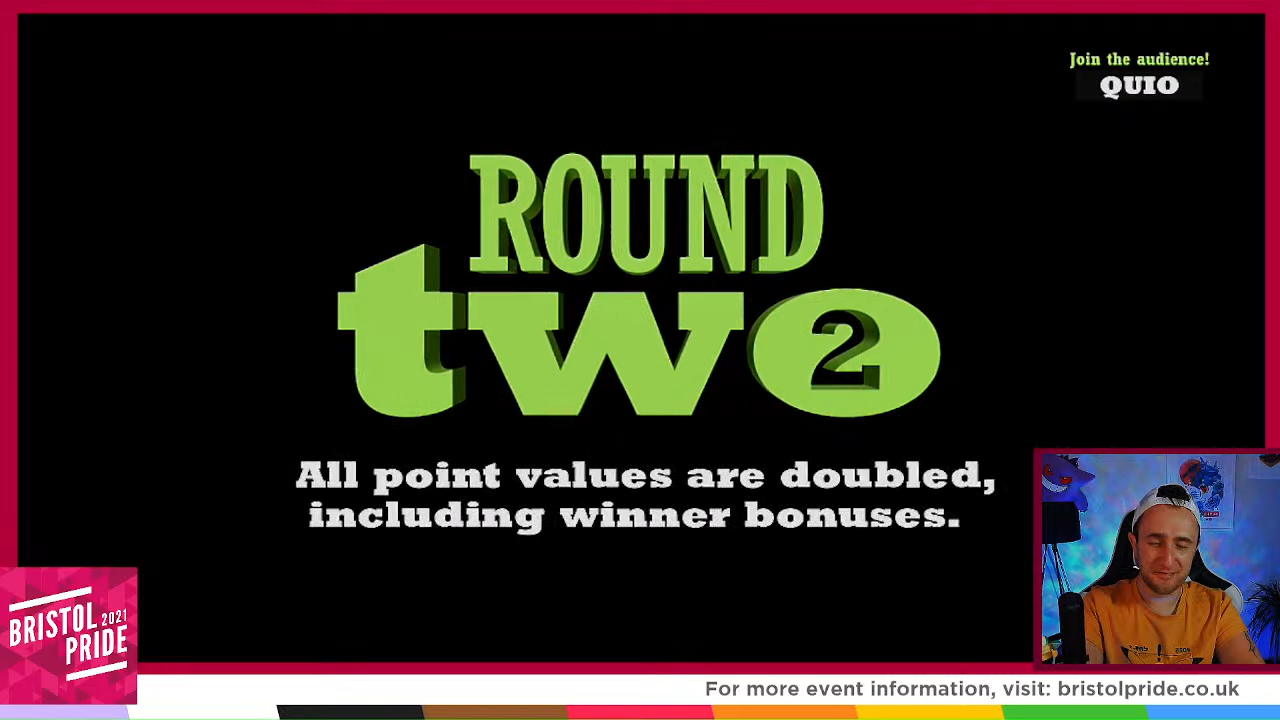 Join the audience!
QUIO
ROUND
two
2
All point values are doubled,
including winner bonuses.
BRISTOL 2021
PRIDE
For more event information, visit: bristolpride.co.uk